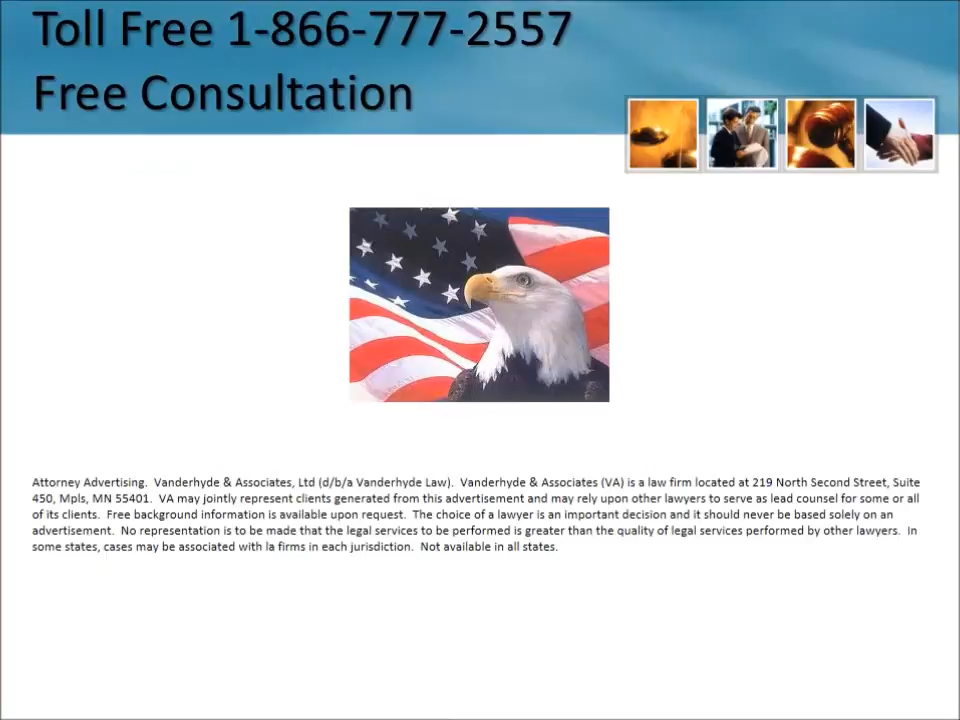 Toll Free 1-866-777-2557
Free Consultation
Attorney Advertising.  Vanderhyde & Associates, Ltd (d/b/a Vanderhyde Law).  Vanderhyde & Associates (VA) is a law firm located at 219 North Second Street, Suite
450, Mpls, MN 55401.  VA may jointly represent clients generated from this advertisement and may rely upon other lawyers to serve as lead counsel for some or all
of its clients.  Free background information is available upon request.  The choice of a lawyer is an important decision and it should never be based solely on an
advertisement.  No representation is to be made that the legal services to be performed is greater than the quality of legal services performed by other lawyers.  In
some states, cases may be associated with la firms in each jurisdiction.  Not available in all states.